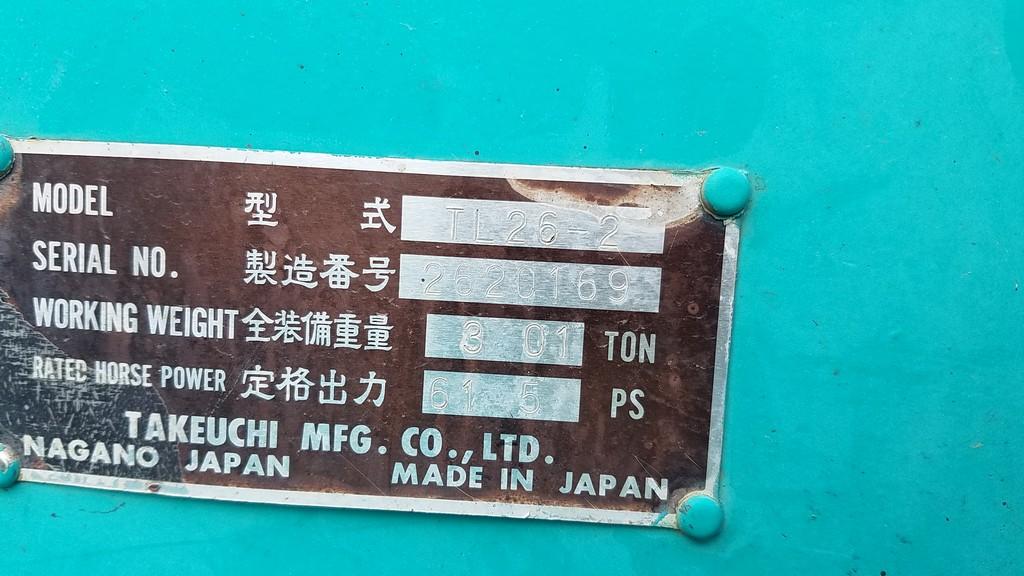 MODEL 型 式 TL26-2
SERIAL NO. 製造番号 2620169
WORKING WEIGHT 全装備重量 3 01 TON
RATED HORSE POWER 定格出力 61 5 PS
TAKEUCHI MFG. CO., LTD.
NAGANO JAPAN MADE IN JAPAN